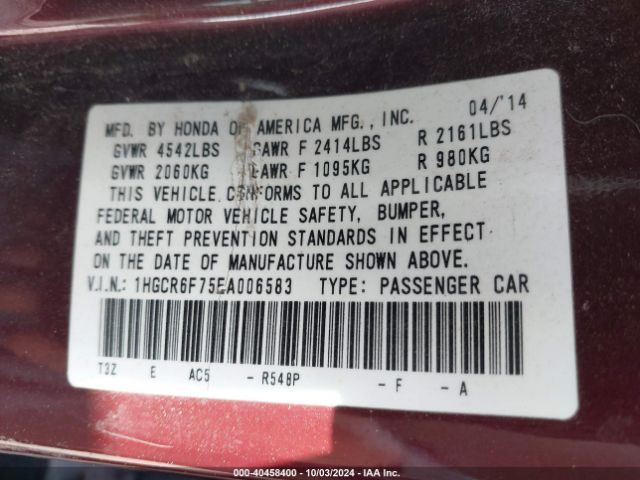 MFD. BY HONDA OF AMERICA MFG., INC. 04/'14
GVWR 4542LBS GAWR F 2414LBS R 2161LBS
GVWR 2060KG GAWR F 1095KG R 980KG
THIS VEHICLE CONFORMS TO ALL APPLICABLE
FEDERAL MOTOR VEHICLE SAFETY, BUMPER,
AND THEFT PREVENTION STANDARDS IN EFFECT
ON THE DATE OF MANUFACTURE SHOWN ABOVE.
V.I.N.: 1HGCR6F75EA006583 TYPE: PASSENGER CAR
T3Z E AC5 - R548P - F - A
000-40458400 - 10/03/2024 - IAA Inc.